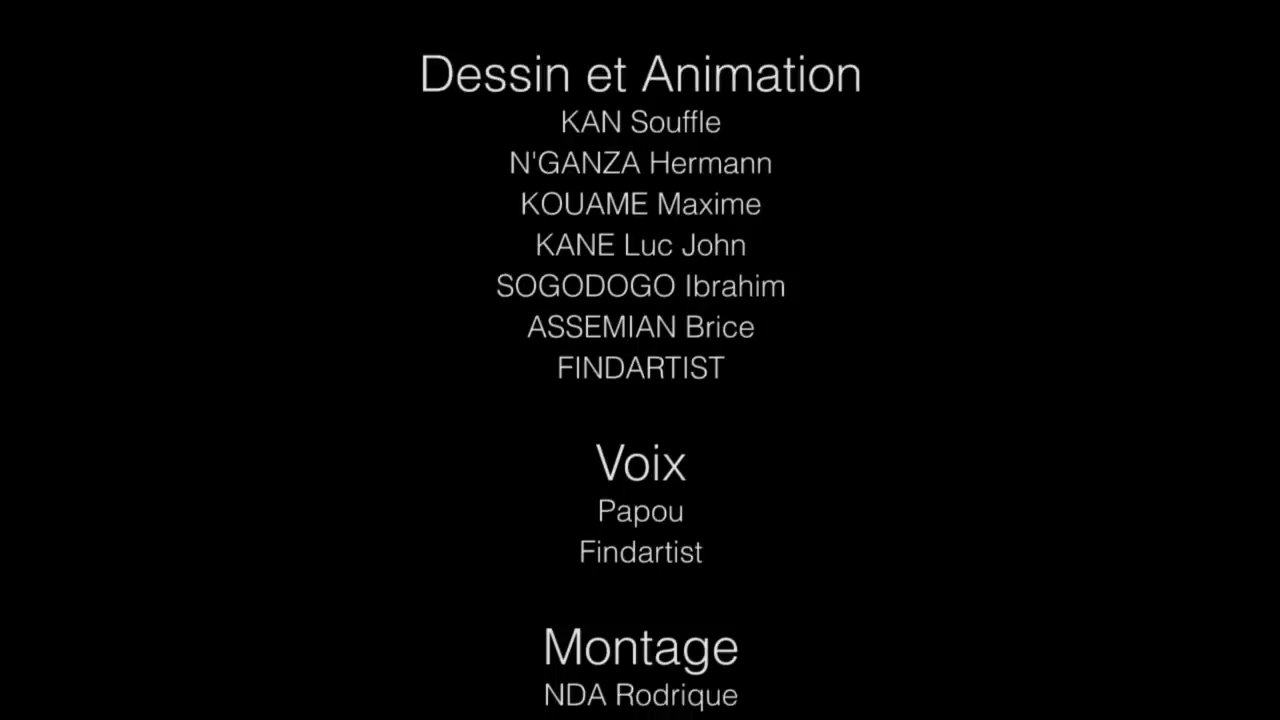 Dessin et Animation
KAN Souffle
N'GANZA Hermann
KOUAME Maxime
KANE Luc John
SOGODOGO Ibrahim
ASSEMIAN Brice
FINDARTIST
Voix
Papou
Findartist
Montage
NDA Rodrique